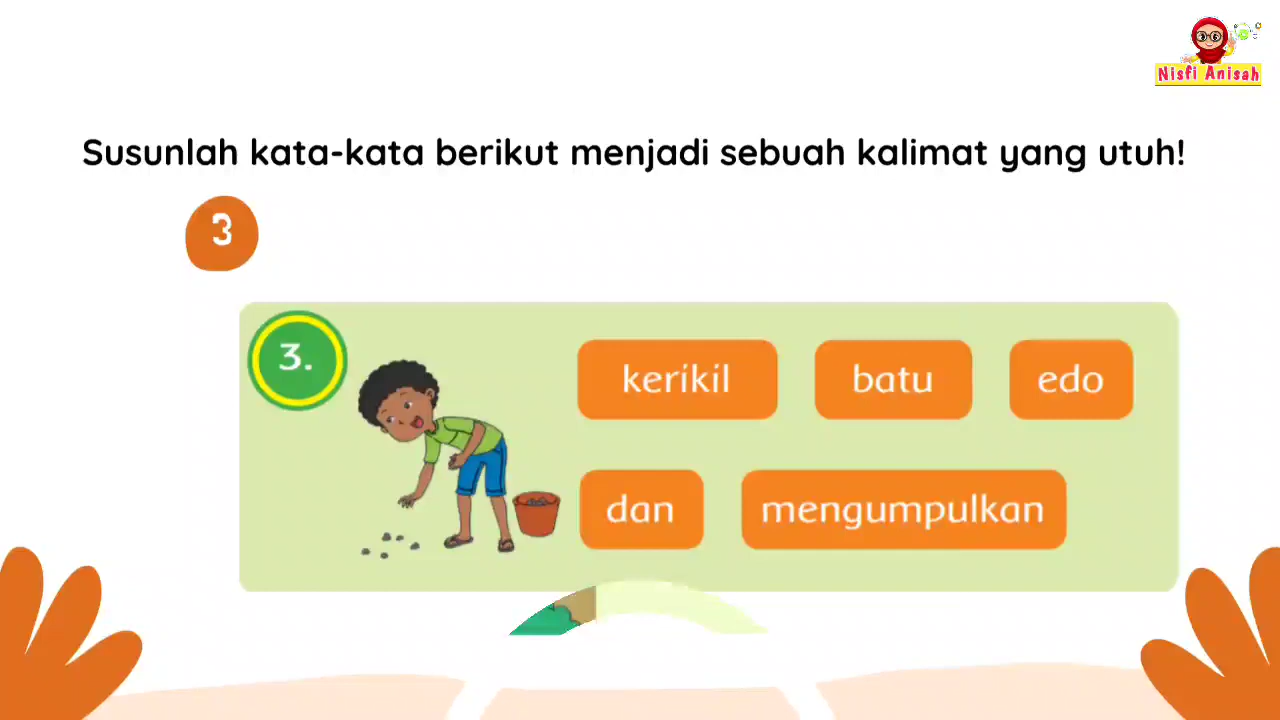 Nisfi Anisah
Susunlah kata-kata berikut menjadi sebuah kalimat yang utuh!
3
3.
kerikil batu edo
dan mengumpulkan